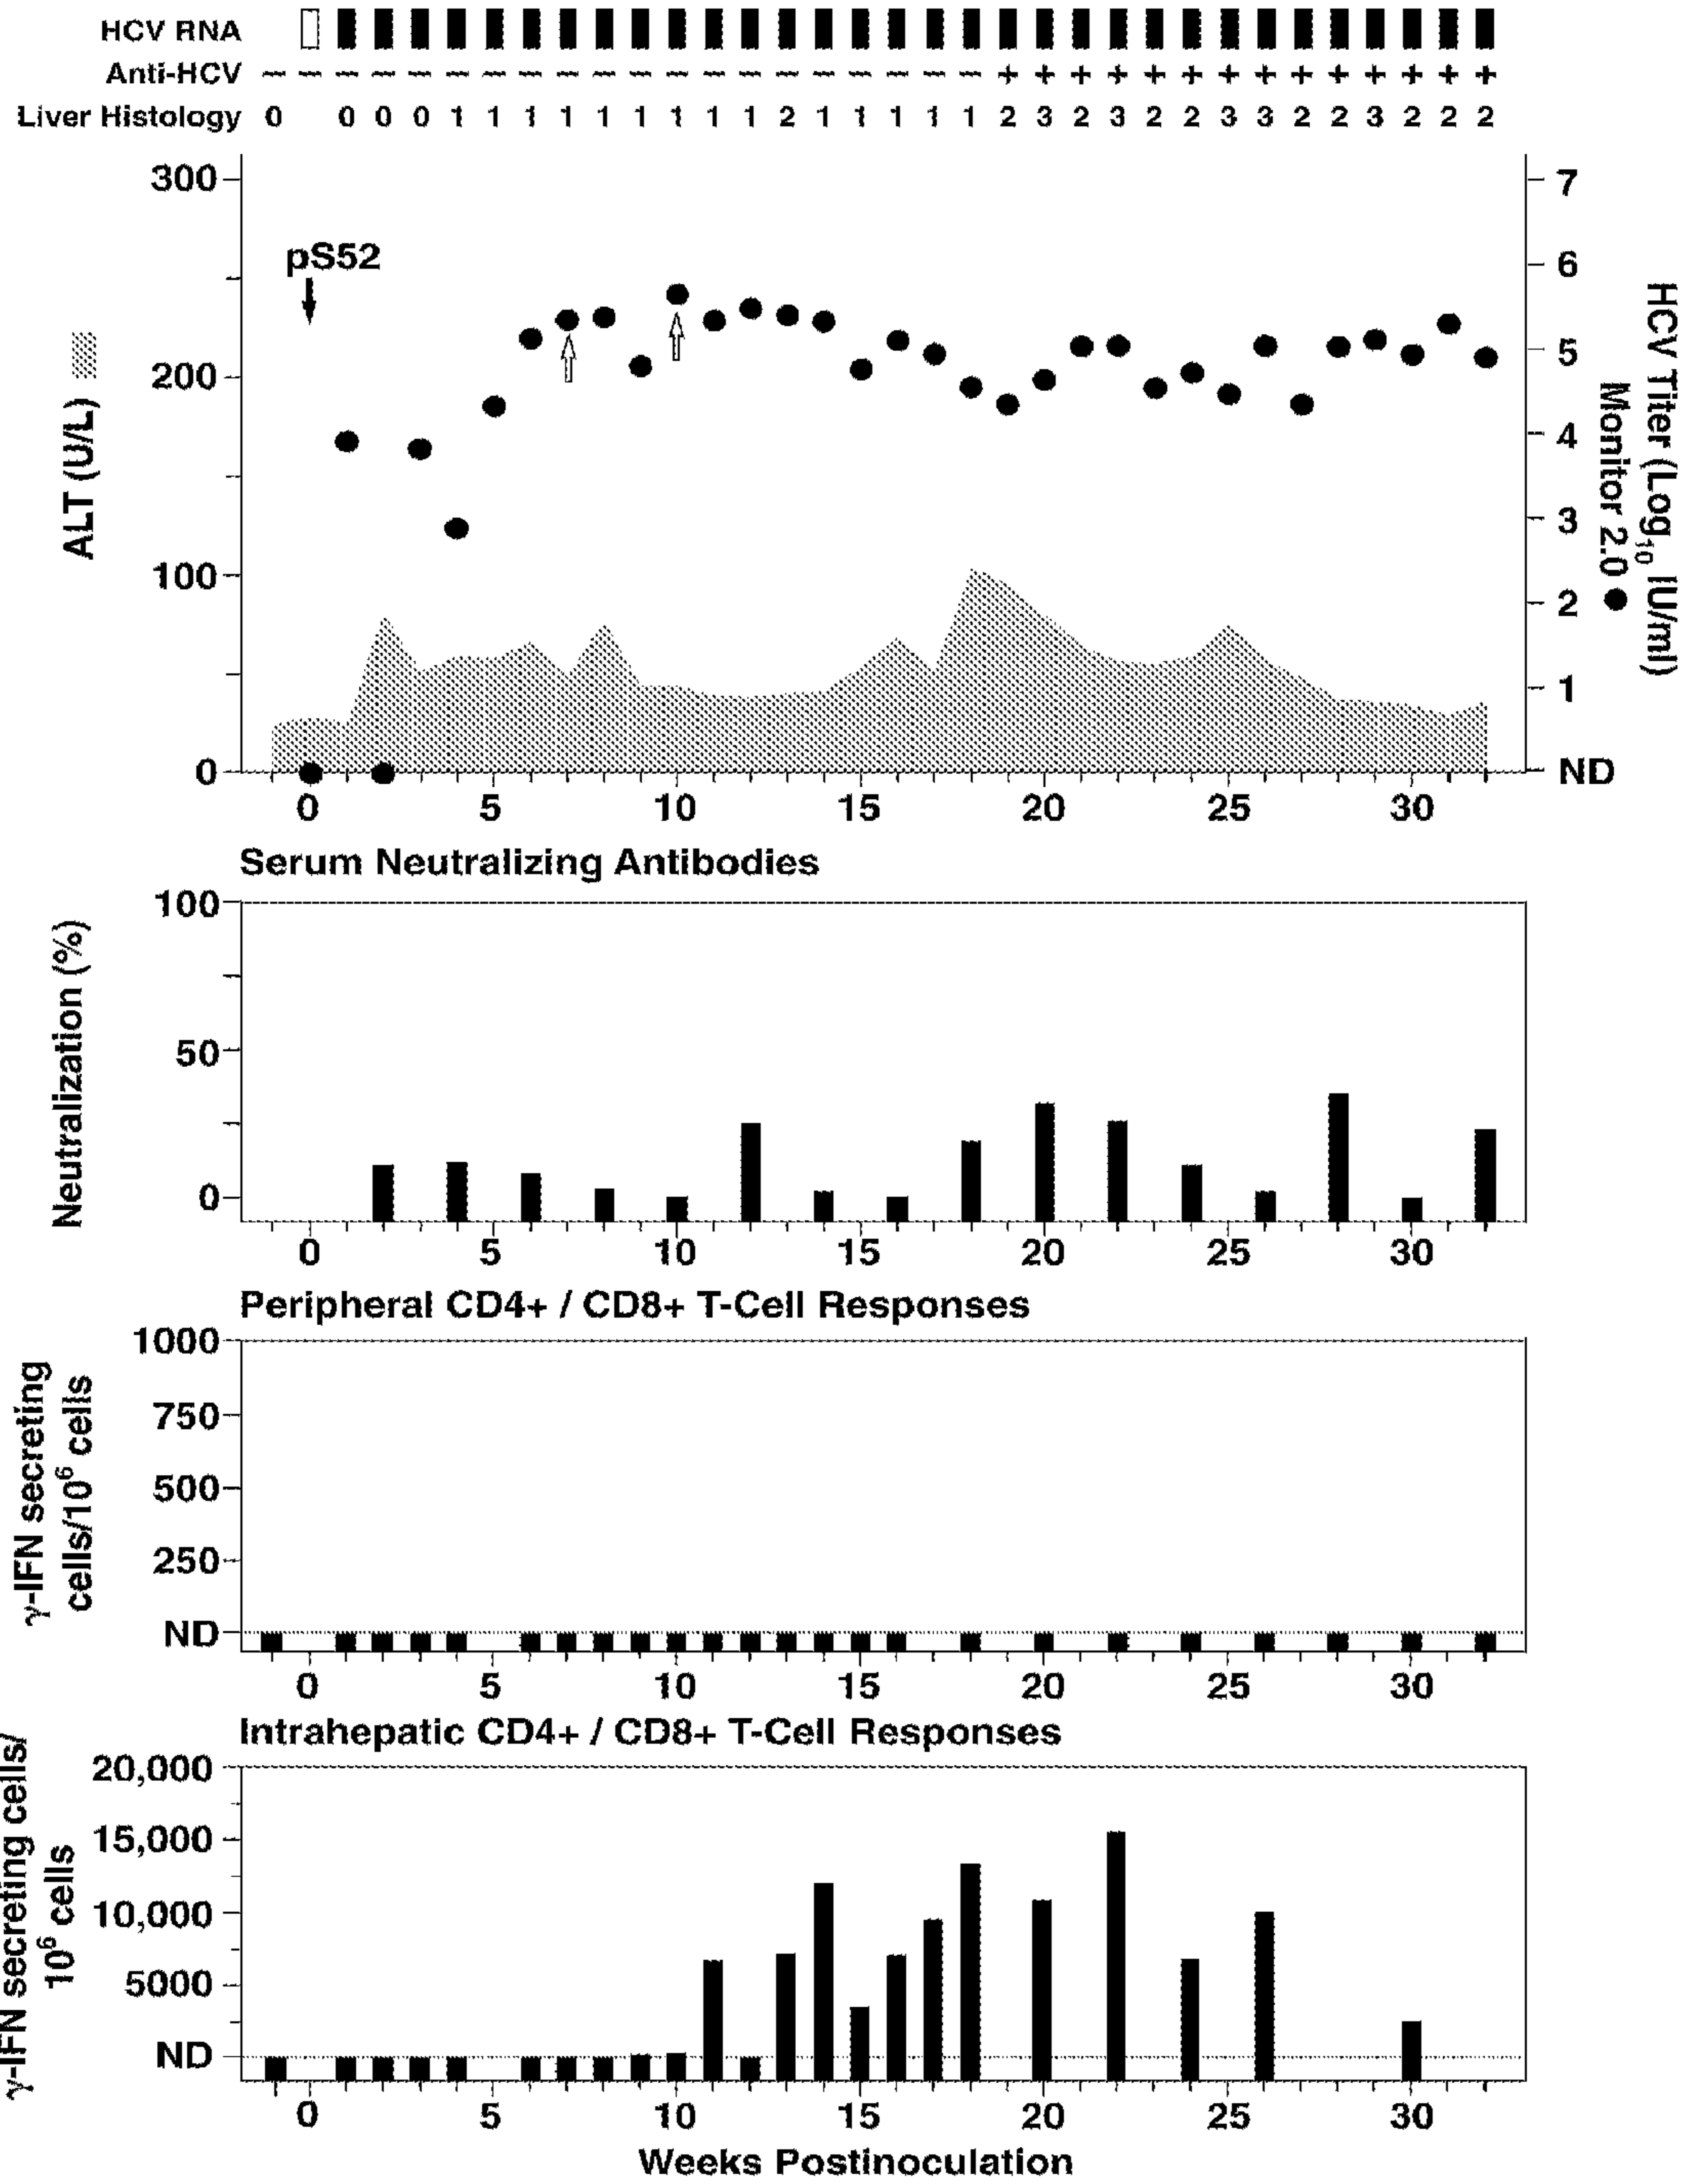 HCV RNA
Anti-HCV − − − − − − − − − − − − − − − − − − − − + + + + + + + + + + + + + +
Liver Histology 0 0 0 0 1 1 1 1 1 1 1 1 1 2 1 1 1 1 1 2 3 2 3 2 2 3 3 2 2 3 2 2 2
300
200
100
0
ALT (U/L)
pS52
7
6
5
4
3
2
1
ND
HCV Titer (Log10 IU/ml)
Monitor 2.0
0 5 10 15 20 25 30
Serum Neutralizing Antibodies
Neutralization (%)
100
50
0
0 5 10 15 20 25 30
Peripheral CD4+ / CD8+ T-Cell Responses
γ-IFN secreting
cells/10⁶ cells
1000
750
500
250
ND
0 5 10 15 20 25 30
Intrahepatic CD4+ / CD8+ T-Cell Responses
γ-IFN secreting cells/
10⁶ cells
20,000
15,000
10,000
5000
ND
0 5 10 15 20 25 30
Weeks Postinoculation